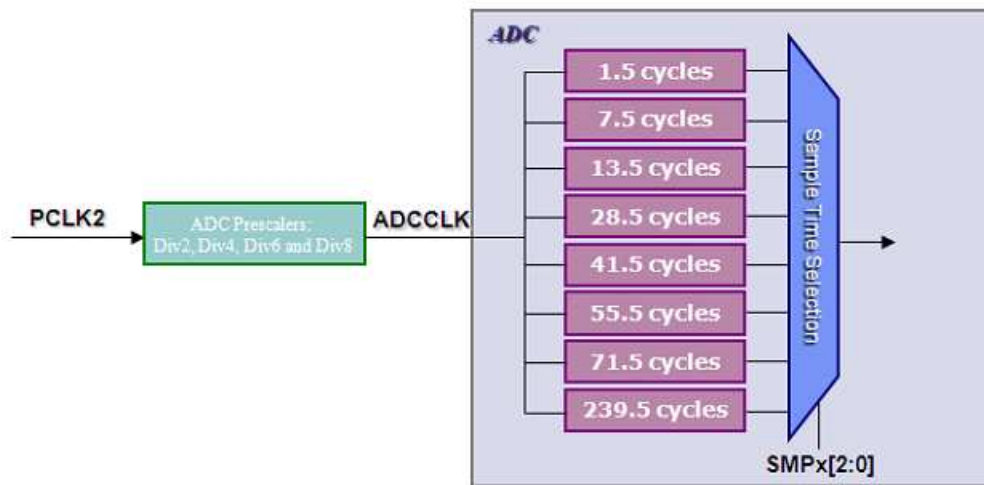 ADC
1.5 cycles
7.5 cycles
13.5 cycles
28.5 cycles
41.5 cycles
55.5 cycles
71.5 cycles
239.5 cycles
PCLK2
ADC Prescalers:
Div2, Div4, Div6 and Div8
ADCCLK
Sample Time Selection
SMPx[2:0]